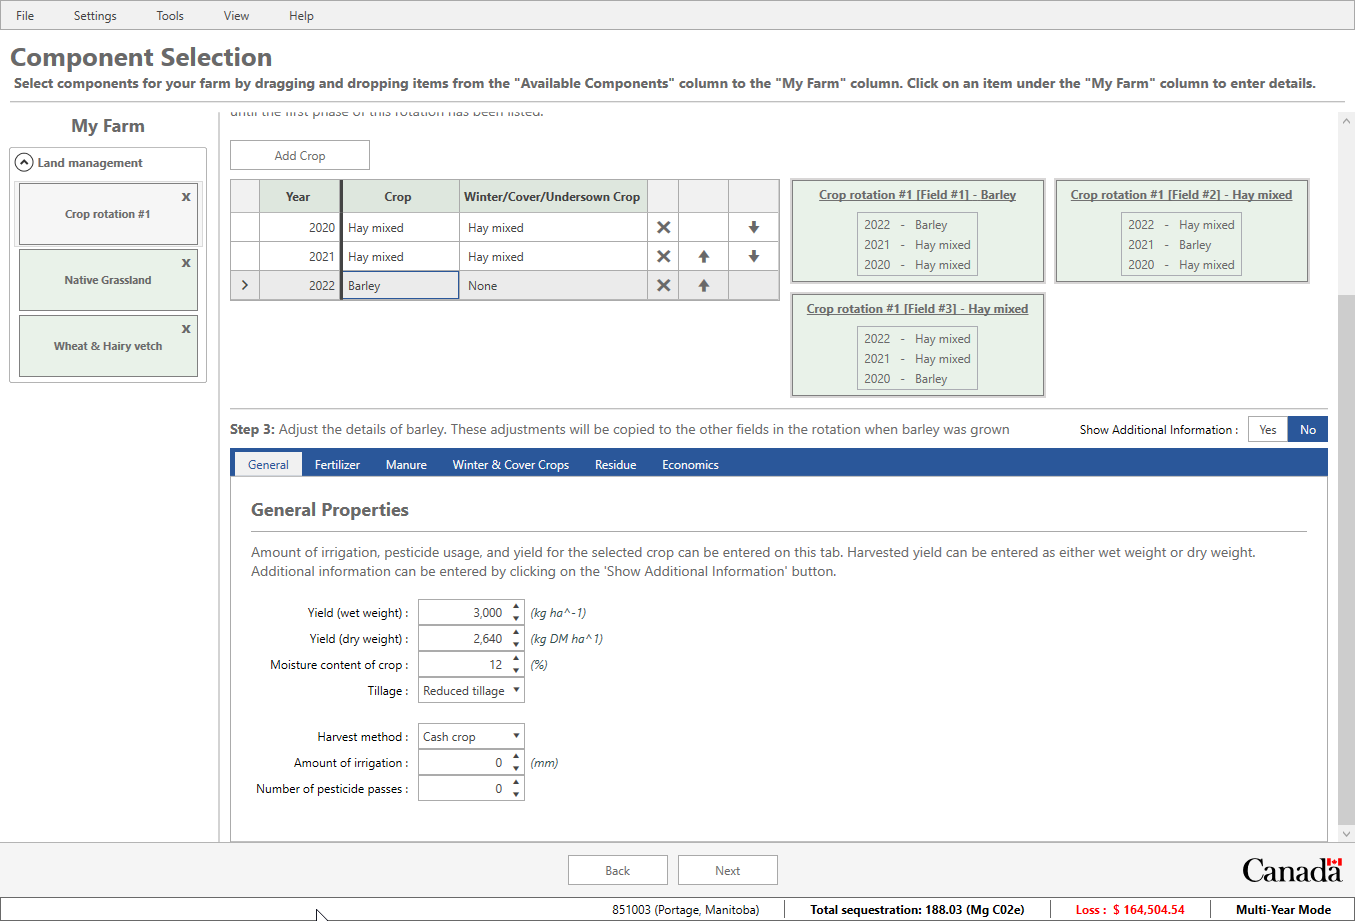 File Settings Tools View Help
Component Selection
Select components for your farm by dragging and dropping items from the "Available Components" column to the "My Farm" column. Click on an item under the "My Farm" column to enter details.
My Farm
Land management
Crop rotation #1 x
Native Grassland x
Wheat & Hairy vetch x
until the first phase of this rotation has been listed.
Add Crop
Year Crop Winter/Cover/Undersown Crop
2020 Hay mixed Hay mixed
2021 Hay mixed Hay mixed
2022 Barley None
Crop rotation #1 [Field #1] - Barley
2022 - Barley
2021 - Hay mixed
2020 - Hay mixed
Crop rotation #1 [Field #2] - Hay mixed
2022 - Hay mixed
2021 - Barley
2020 - Hay mixed
Crop rotation #1 [Field #3] - Hay mixed
2022 - Hay mixed
2021 - Hay mixed
2020 - Barley
Step 3: Adjust the details of barley. These adjustments will be copied to the other fields in the rotation when barley was grown
Show Additional Information : Yes No
General Fertilizer Manure Winter & Cover Crops Residue Economics
General Properties
Amount of irrigation, pesticide usage, and yield for the selected crop can be entered on this tab. Harvested yield can be entered as either wet weight or dry weight.
Additional information can be entered by clicking on the 'Show Additional Information' button.
Yield (wet weight) : 3,000 (kg ha^-1)
Yield (dry weight) : 2,640 (kg DM ha^1)
Moisture content of crop : 12 (%)
Tillage : Reduced tillage
Harvest method : Cash crop
Amount of irrigation : 0 (mm)
Number of pesticide passes : 0
Back Next
Canada
851003 (Portage, Manitoba) Total sequestration: 188.03 (Mg C02e) Loss : $ 164,504.54 Multi-Year Mode